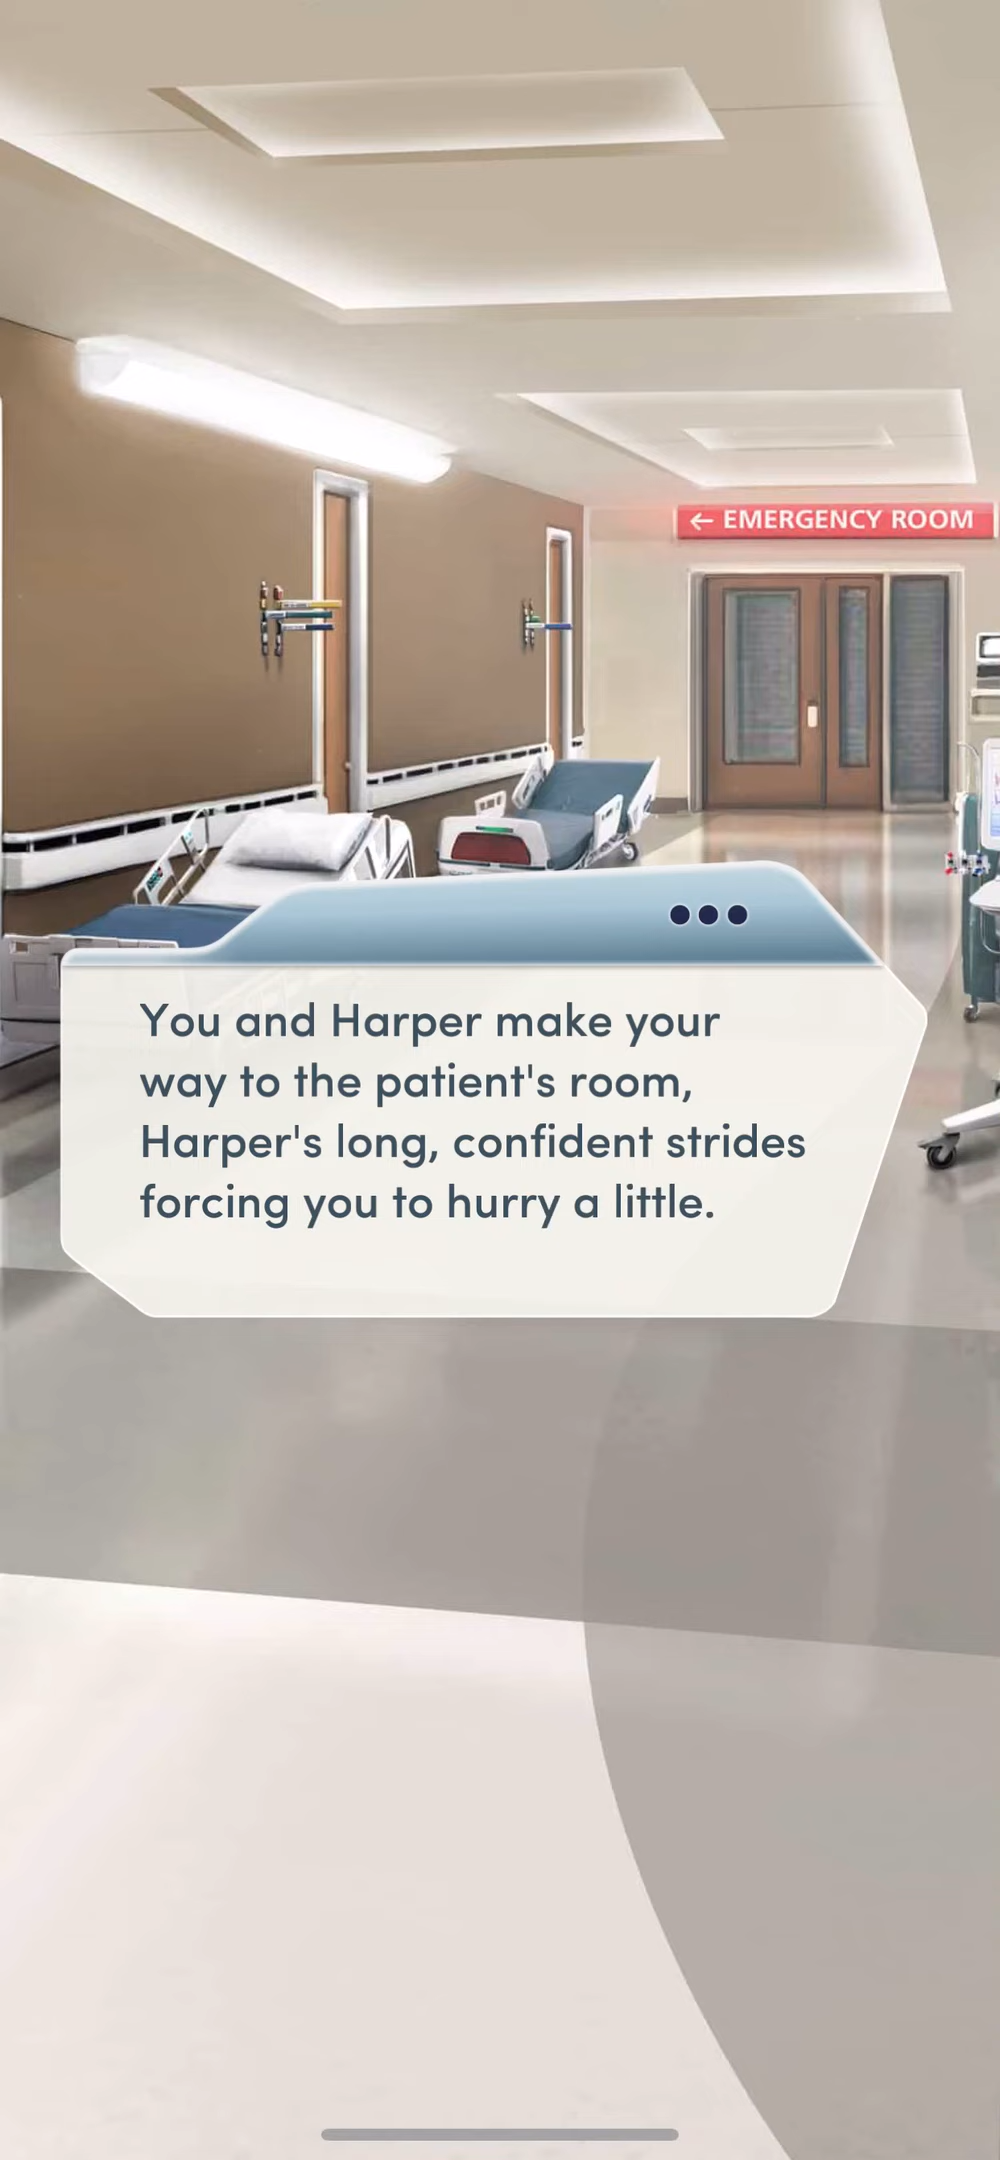 ← EMERGENCY ROOM
You and Harper make your
way to the patient's room,
Harper's long, confident strides
forcing you to hurry a little.